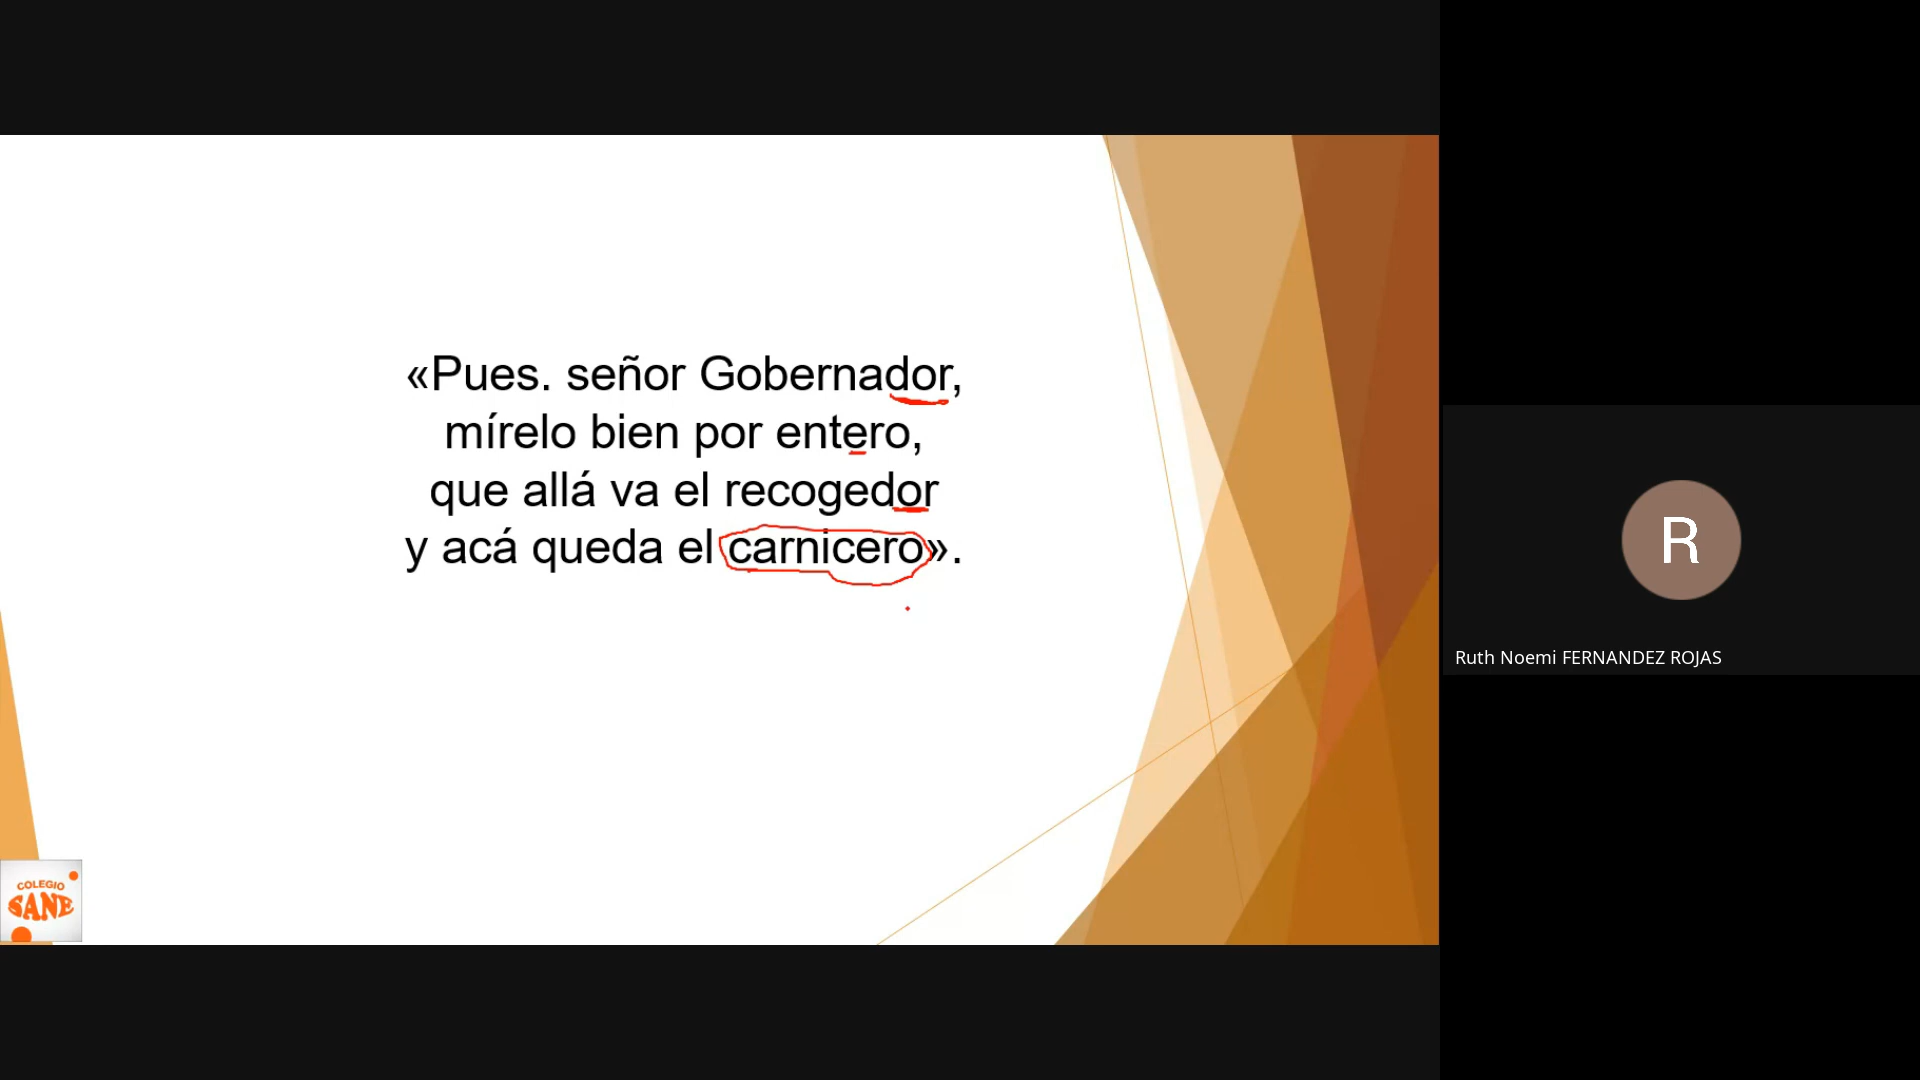 «Pues. señor Gobernador,
mírelo bien por entero,
que allá va el recogedor
y acá queda el carnicero».
COLEGIO
SANE
R
Ruth Noemi FERNANDEZ ROJAS